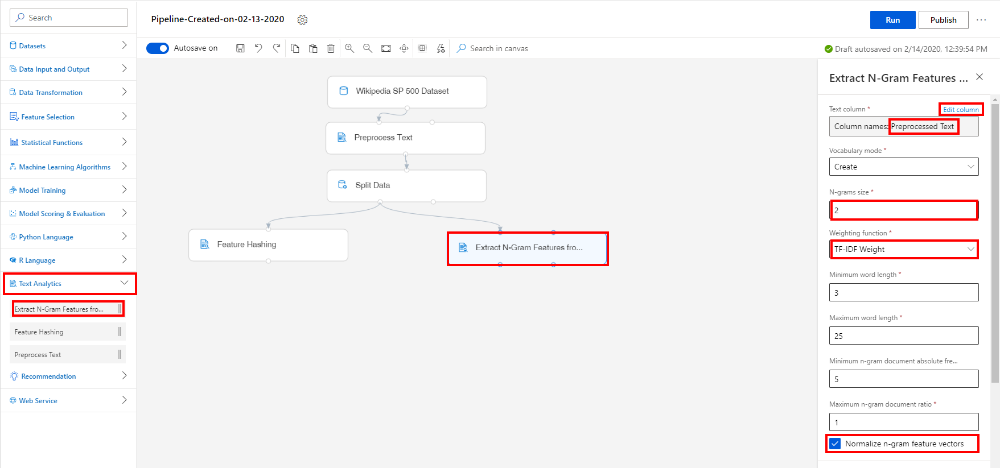 Search
Datasets
Data Input and Output
Data Transformation
Feature Selection
Statistical Functions
Machine Learning Algorithms
Model Training
Model Scoring & Evaluation
Python Language
R Language
Text Analytics
Extract N-Gram Features fro...
Feature Hashing
Preprocess Text
Recommendation
Web Service
Pipeline-Created-on-02-13-2020
Run
Publish
Autosave on
Search in canvas
Draft autosaved on 2/14/2020, 12:39:54 PM
Wikipedia SP 500 Dataset
Preprocess Text
Split Data
Feature Hashing
Extract N-Gram Features fro...
Extract N-Gram Features ...
Text column *
Edit column
Column names: Preprocessed Text
Vocabulary mode *
Create
N-grams size *
2
Weighting function *
TF-IDF Weight
Minimum word length *
3
Maximum word length *
25
Minimum n-gram document absolute fre...
5
Maximum n-gram document ratio *
1
Normalize n-gram feature vectors